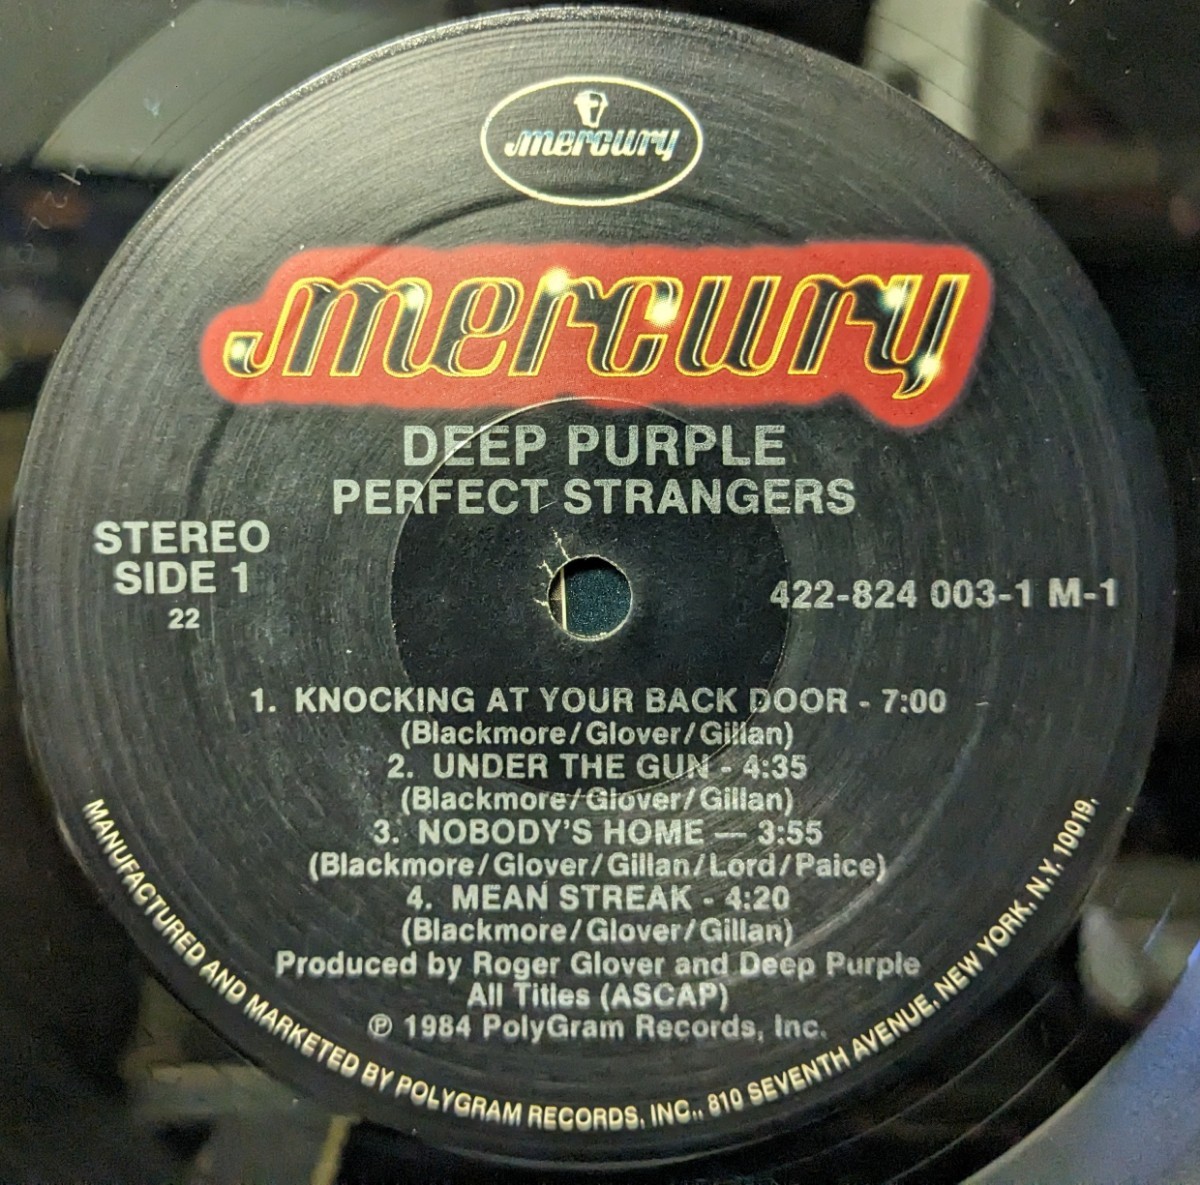 mercury
mercury
DEEP PURPLE
PERFECT STRANGERS
STEREO
SIDE 1
22
422-824 003-1 M-1
1. KNOCKING AT YOUR BACK DOOR - 7:00
(Blackmore/Glover/Gillan)
2. UNDER THE GUN - 4:35
(Blackmore/Glover/Gillan)
3. NOBODY'S HOME — 3:55
(Blackmore/Glover/Gillan/Lord/Paice)
4. MEAN STREAK - 4:20
(Blackmore/Glover/Gillan)
Produced by Roger Glover and Deep Purple
All Titles (ASCAP)
℗ 1984 PolyGram Records, Inc.
MANUFACTURED AND MARKETED BY POLYGRAM RECORDS, INC., 810 SEVENTH AVENUE, NEW YORK, N.Y. 10019.